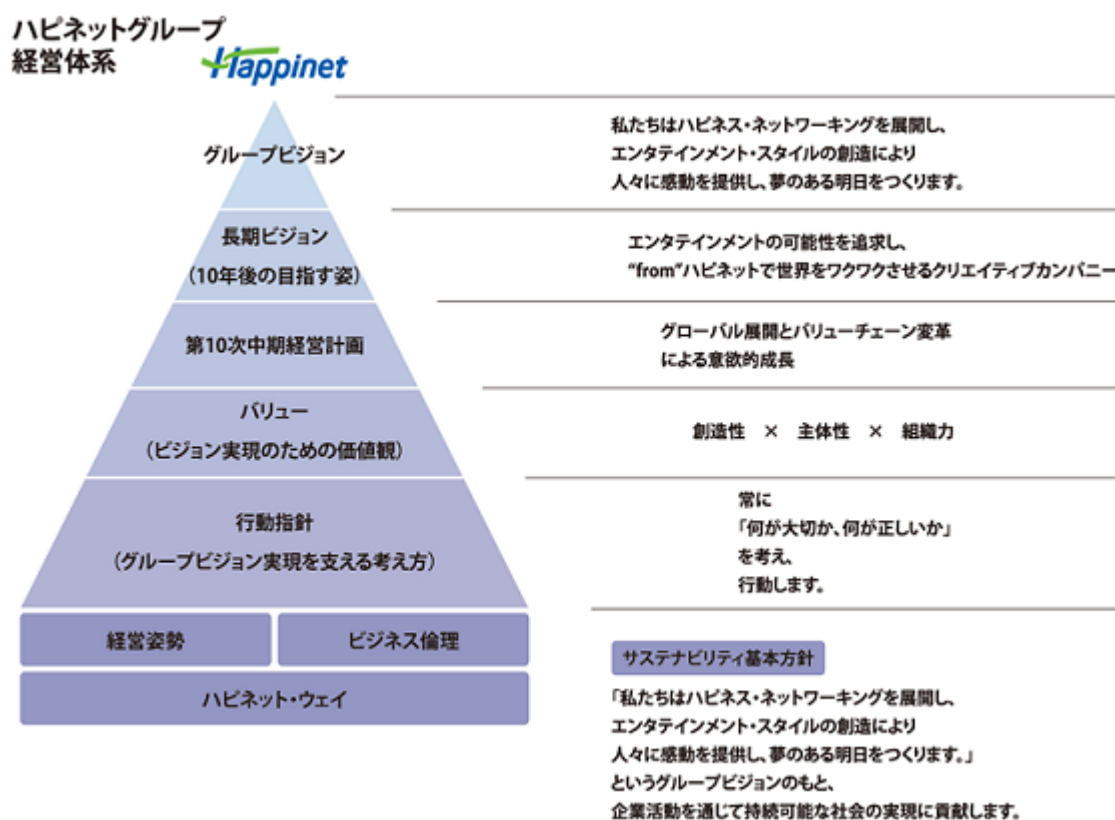 ハピネットグループ
経営体系
Happinet
グループビジョン
私たちはハピネス・ネットワーキングを展開し、
エンタテインメント・スタイルの創造により
人々に感動を提供し、夢のある明日をつくります。
長期ビジョン
（10年後の目指す姿）
エンタテインメントの可能性を追求し、
“from”ハピネットで世界をワクワクさせるクリエイティブカンパニー
第10次中期経営計画
グローバル展開とバリューチェーン変革
による意欲的成長
バリュー
（ビジョン実現のための価値観）
創造性 × 主体性 × 組織力
行動指針
（グループビジョン実現を支える考え方）
常に
「何が大切か、何が正しいか」
を考え、
行動します。
経営姿勢
ビジネス倫理
ハピネット・ウェイ
サステナビリティ基本方針
「私たちはハピネス・ネットワーキングを展開し、
エンタテインメント・スタイルの創造により
人々に感動を提供し、夢のある明日をつくります。」
というグループビジョンのもと、
企業活動を通じて持続可能な社会の実現に貢献します。